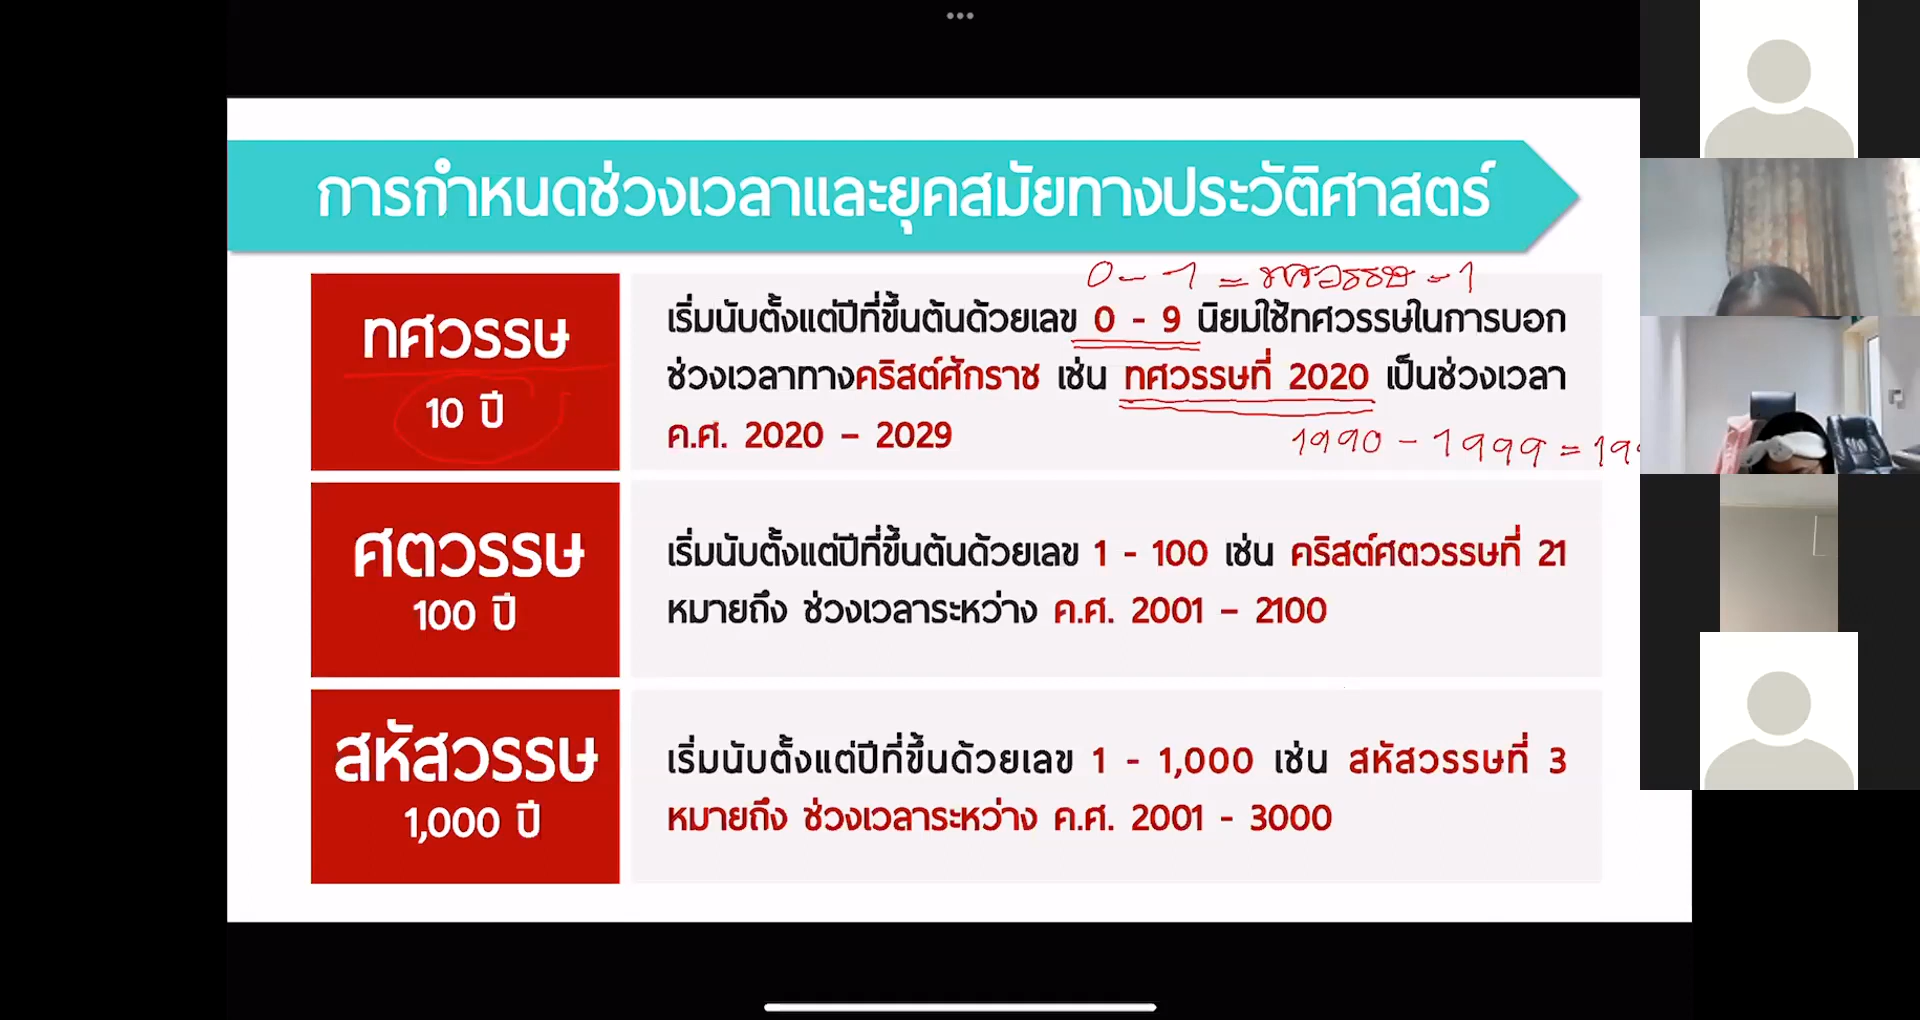 การกำหนดช่วงเวลาและยุคสมัยทางประวัติศาสตร์
0 - 1 = ทศวรรษ - 1
ทศวรรษ
10 ปี
เริ่มนับตั้งแต่ปีที่ขึ้นต้นด้วยเลข 0 - 9 นิยมใช้ทศวรรษในการบอก
ช่วงเวลาทางคริสต์ศักราช เช่น ทศวรรษที่ 2020 เป็นช่วงเวลา
ค.ศ. 2020 – 2029
1990 - 1999 = 199
ศตวรรษ
100 ปี
เริ่มนับตั้งแต่ปีที่ขึ้นต้นด้วยเลข 1 - 100 เช่น คริสต์ศตวรรษที่ 21
หมายถึง ช่วงเวลาระหว่าง ค.ศ. 2001 – 2100
สหัสวรรษ
1,000 ปี
เริ่มนับตั้งแต่ปีที่ขึ้นด้วยเลข 1 - 1,000 เช่น สหัสวรรษที่ 3
หมายถึง ช่วงเวลาระหว่าง ค.ศ. 2001 - 3000